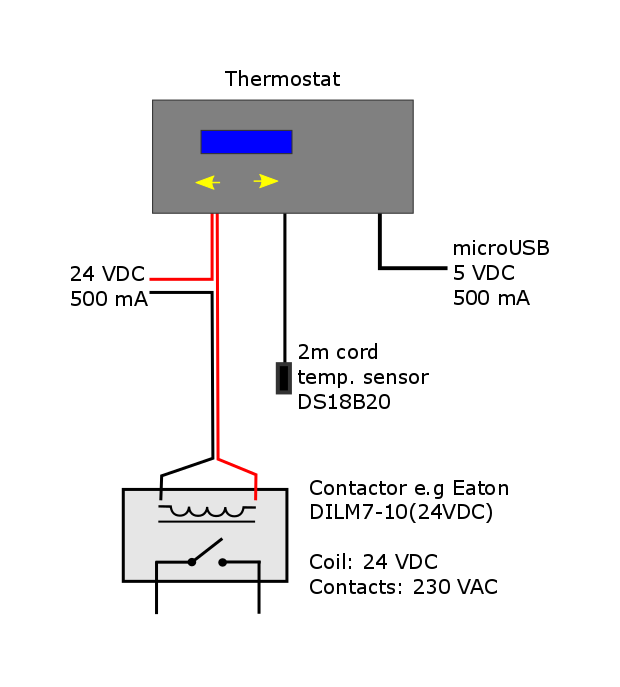 Thermostat
24 VDC
500 mA
microUSB
5 VDC
500 mA
2m cord
temp. sensor
DS18B20
Contactor e.g Eaton
DILM7-10(24VDC)
Coil: 24 VDC
Contacts: 230 VAC